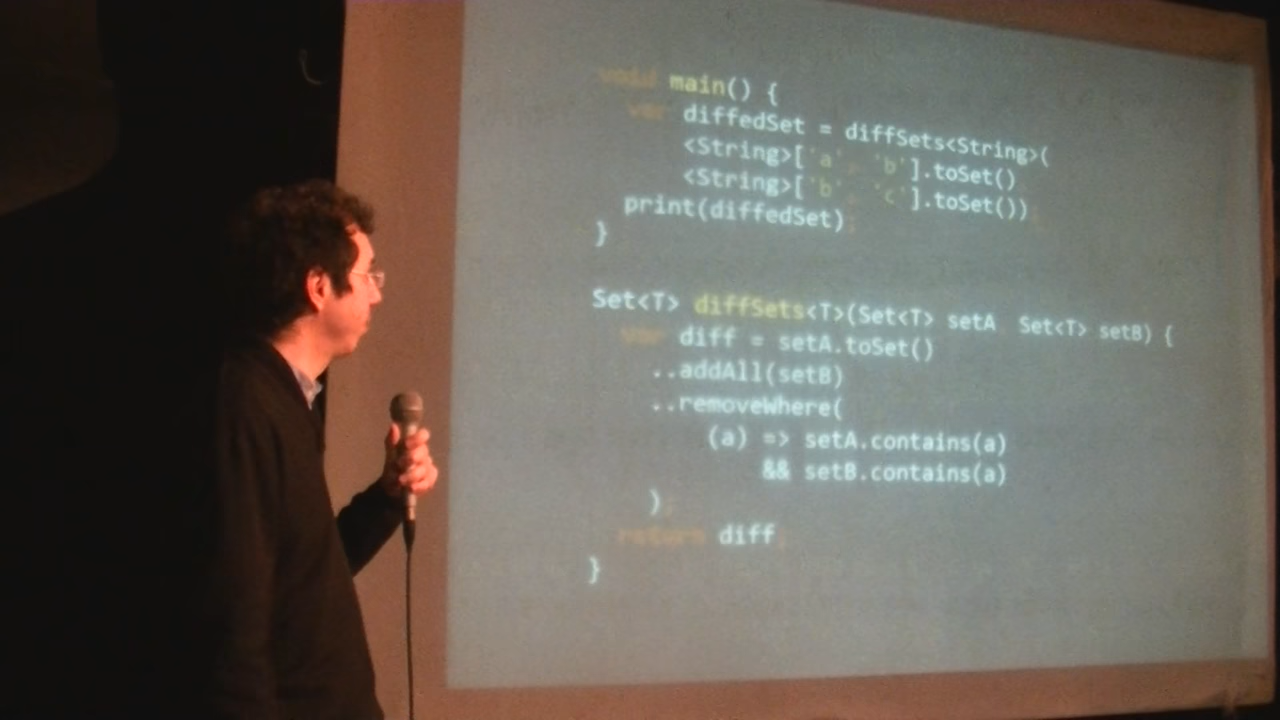 void main() {
var diffedSet = diffSets<String>(
<String>['a', 'b'].toSet()
<String>['b', 'c'].toSet());
print(diffedSet);
}
Set<T> diffSets<T>(Set<T> setA Set<T> setB) {
var diff = setA.toSet()
..addAll(setB)
..removeWhere(
(a) => setA.contains(a)
&& setB.contains(a)
);
return diff;
}